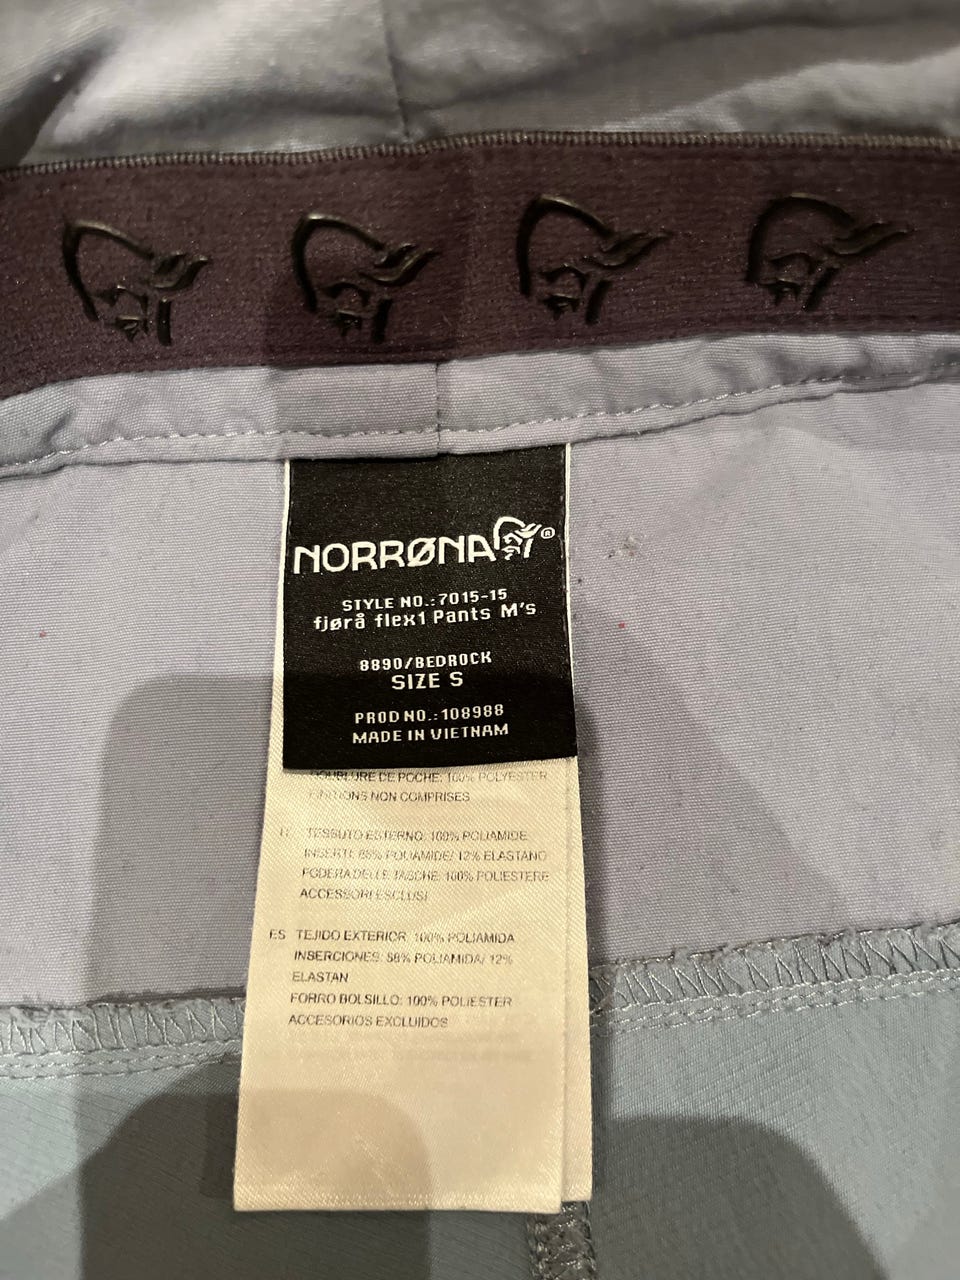 NORRØNA®
STYLE NO.:7015-15
fjørå flex1 Pants M's
8890/BEDROCK
SIZE S
PROD NO.:108988
MADE IN VIETNAM
DOUBLURE DE POCHE: 100% POLYESTER
FINITIONS NON COMPRISES
IT TESSUTO ESTERNO: 100% POLIAMIDE
INSERTI: 88% POLIAMIDE/ 12% ELASTANO
FODERA DELLE TASCHE: 100% POLIESTERE
ACCESSORI ESCLUSI
ES TEJIDO EXTERIOR: 100% POLIAMIDA
INSERCIONES: 88% POLIAMIDA/ 12%
ELASTAN
FORRO BOLSILLO: 100% POLIESTER
ACCESORIOS EXCLUIDOS